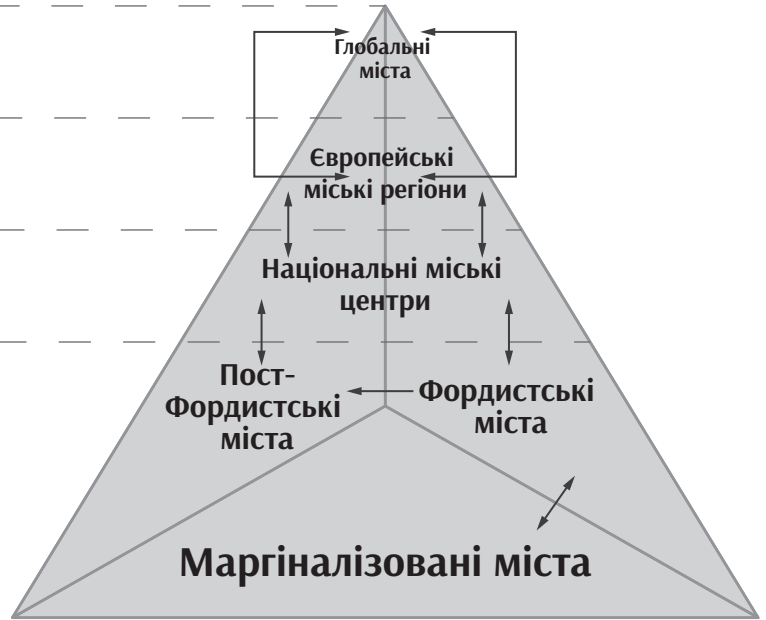 Глобальні
міста
Європейські
міські регіони
Національні міські
центри
Пост-
Фордистські
міста
Фордистські
міста
Маргіналізовані міста